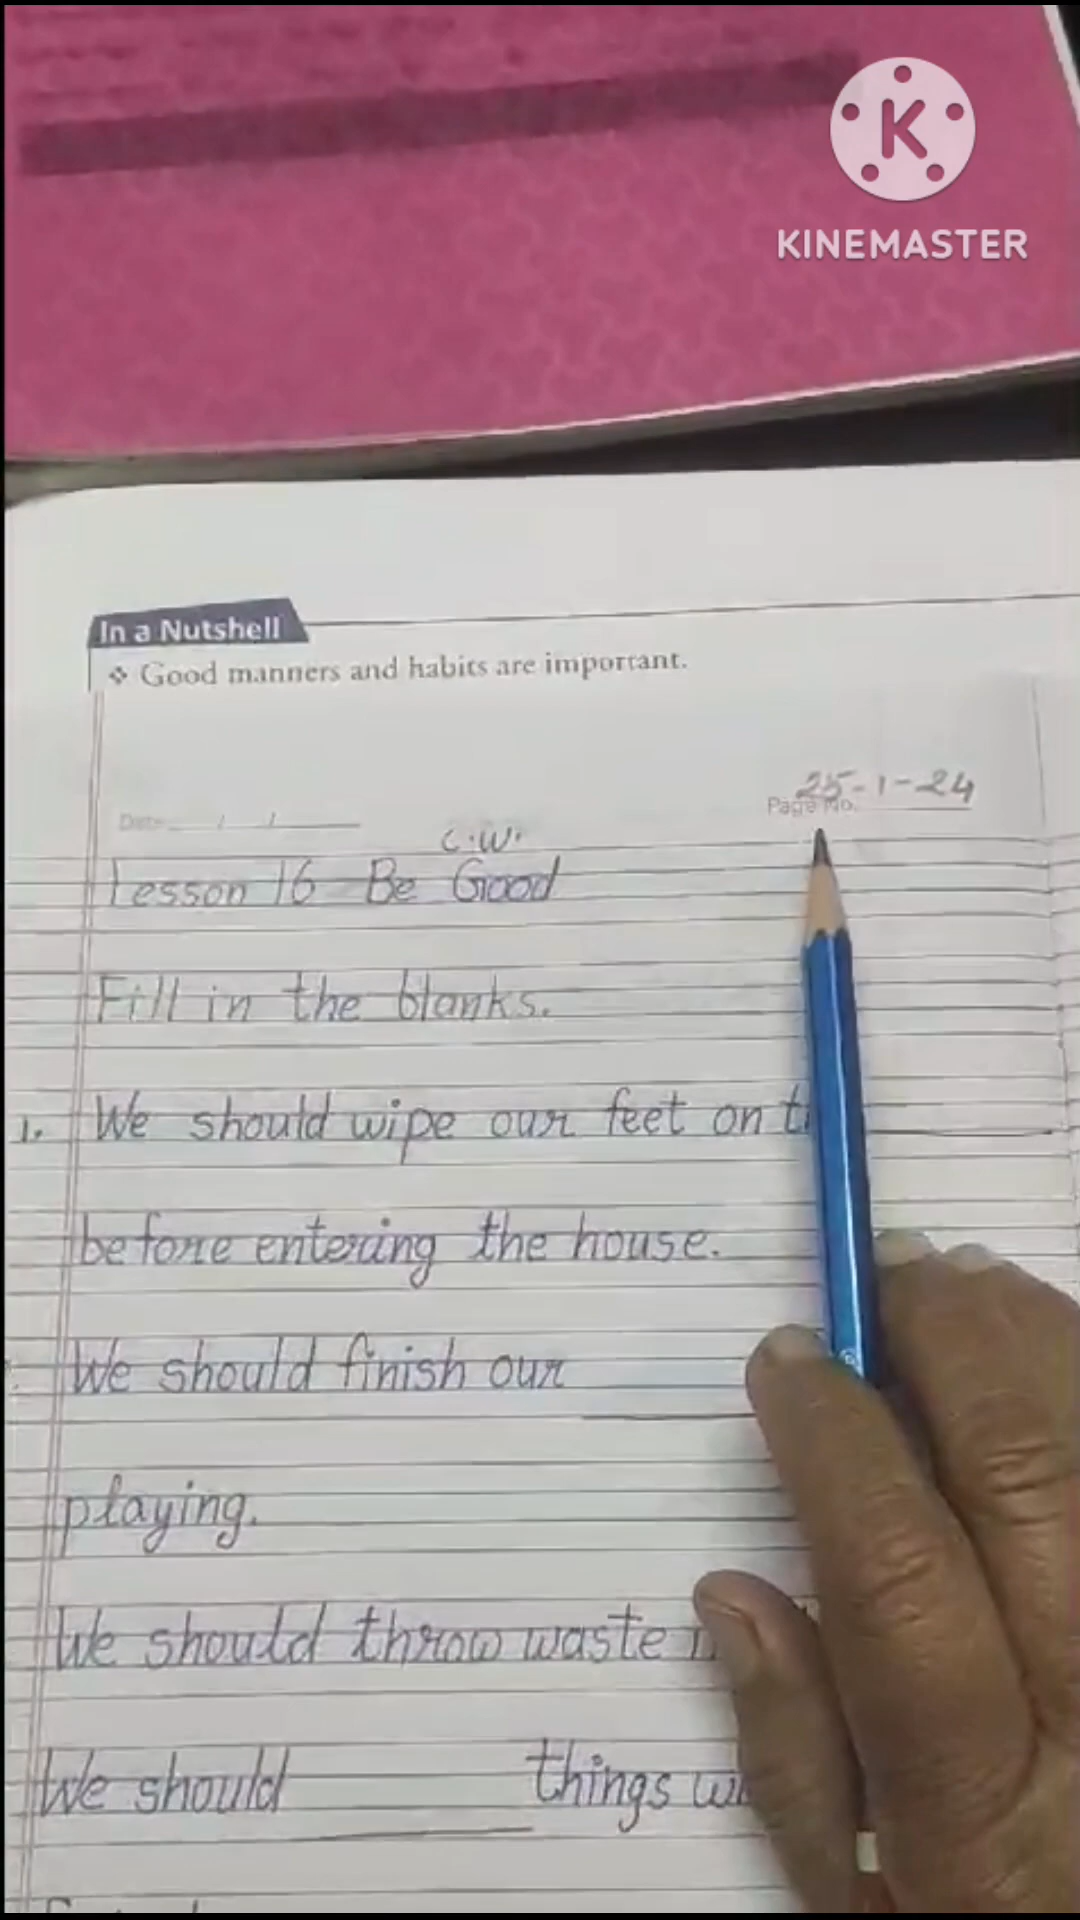 KINEMASTER
In a Nutshell
❖ Good manners and habits are important.
25-1-24
Date / / Page No.
C.W.
Lesson 16 Be Good
Fill in the blanks.
1. We should wipe our feet on
before entering the house.
We should finish our
playing.
We should throw waste
We should ______ things